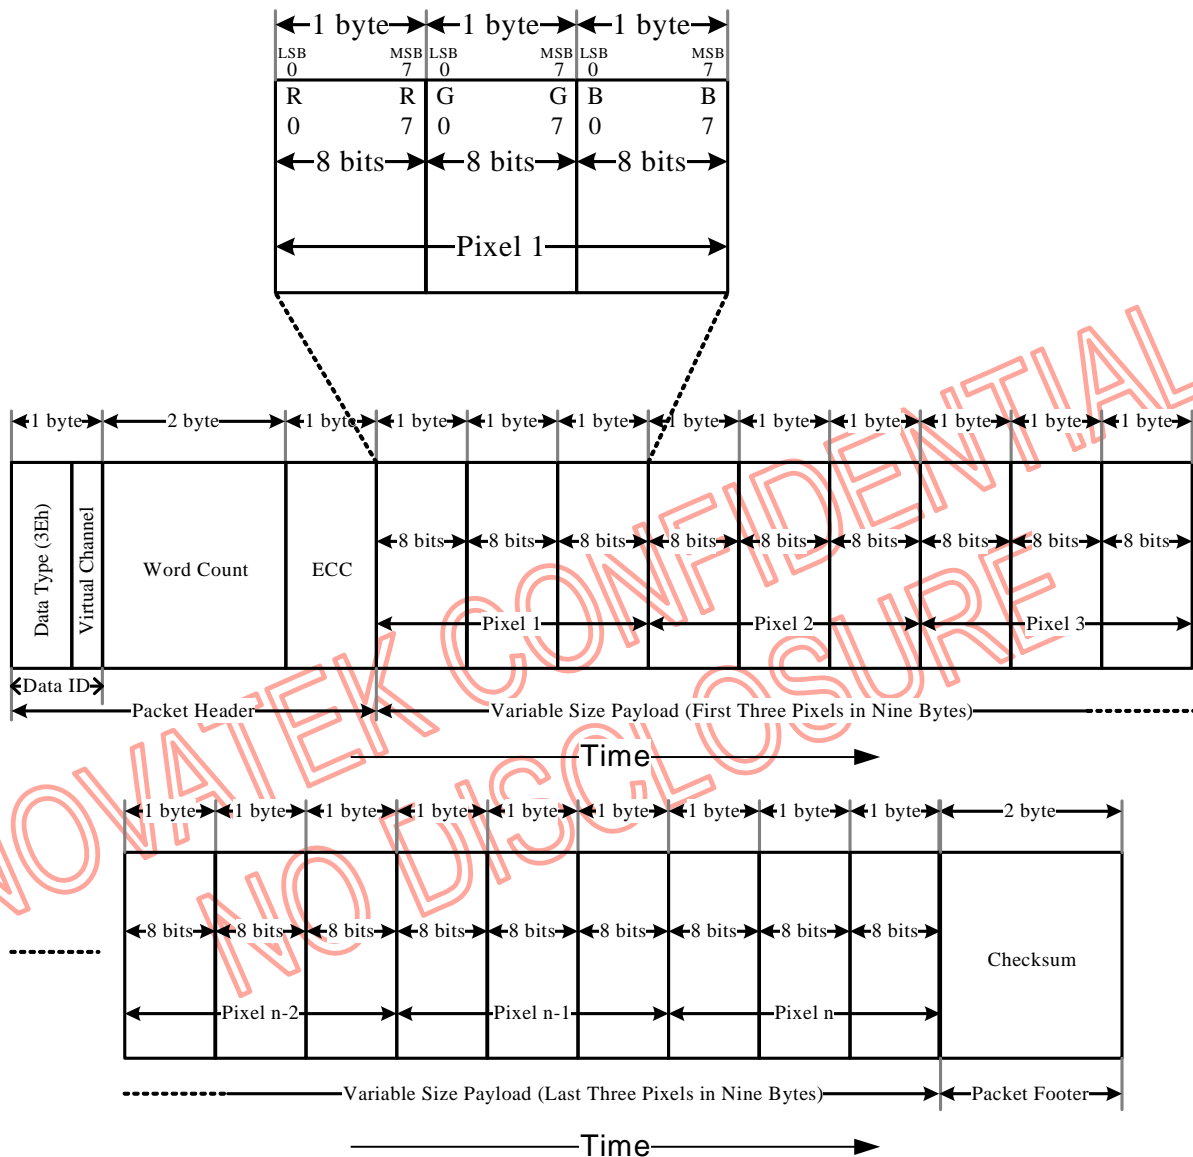 1 byte 1 byte 1 byte
LSB MSB LSB MSB LSB MSB
0 7 0 7 0 7
R R G G B B
0 7 0 7 0 7
8 bits 8 bits 8 bits
Pixel 1
1 byte 2 byte 1 byte 1 byte 1 byte 1 byte 1 byte 1 byte 1 byte 1 byte 1 byte 1 byte
Data Type (3Eh)
Virtual Channel
Word Count
ECC
8 bits 8 bits 8 bits 8 bits 8 bits 8 bits 8 bits 8 bits 8 bits
Pixel 1 Pixel 2 Pixel 3
Data ID
Packet Header Variable Size Payload (First Three Pixels in Nine Bytes)
Time
1 byte 1 byte 1 byte 1 byte 1 byte 1 byte 1 byte 1 byte 1 byte 2 byte
8 bits 8 bits 8 bits 8 bits 8 bits 8 bits 8 bits 8 bits 8 bits
Checksum
Pixel n-2 Pixel n-1 Pixel n
Variable Size Payload (Last Three Pixels in Nine Bytes) Packet Footer
Time
NOVATEK CONFIDENTIAL
NO DISCLOSURE